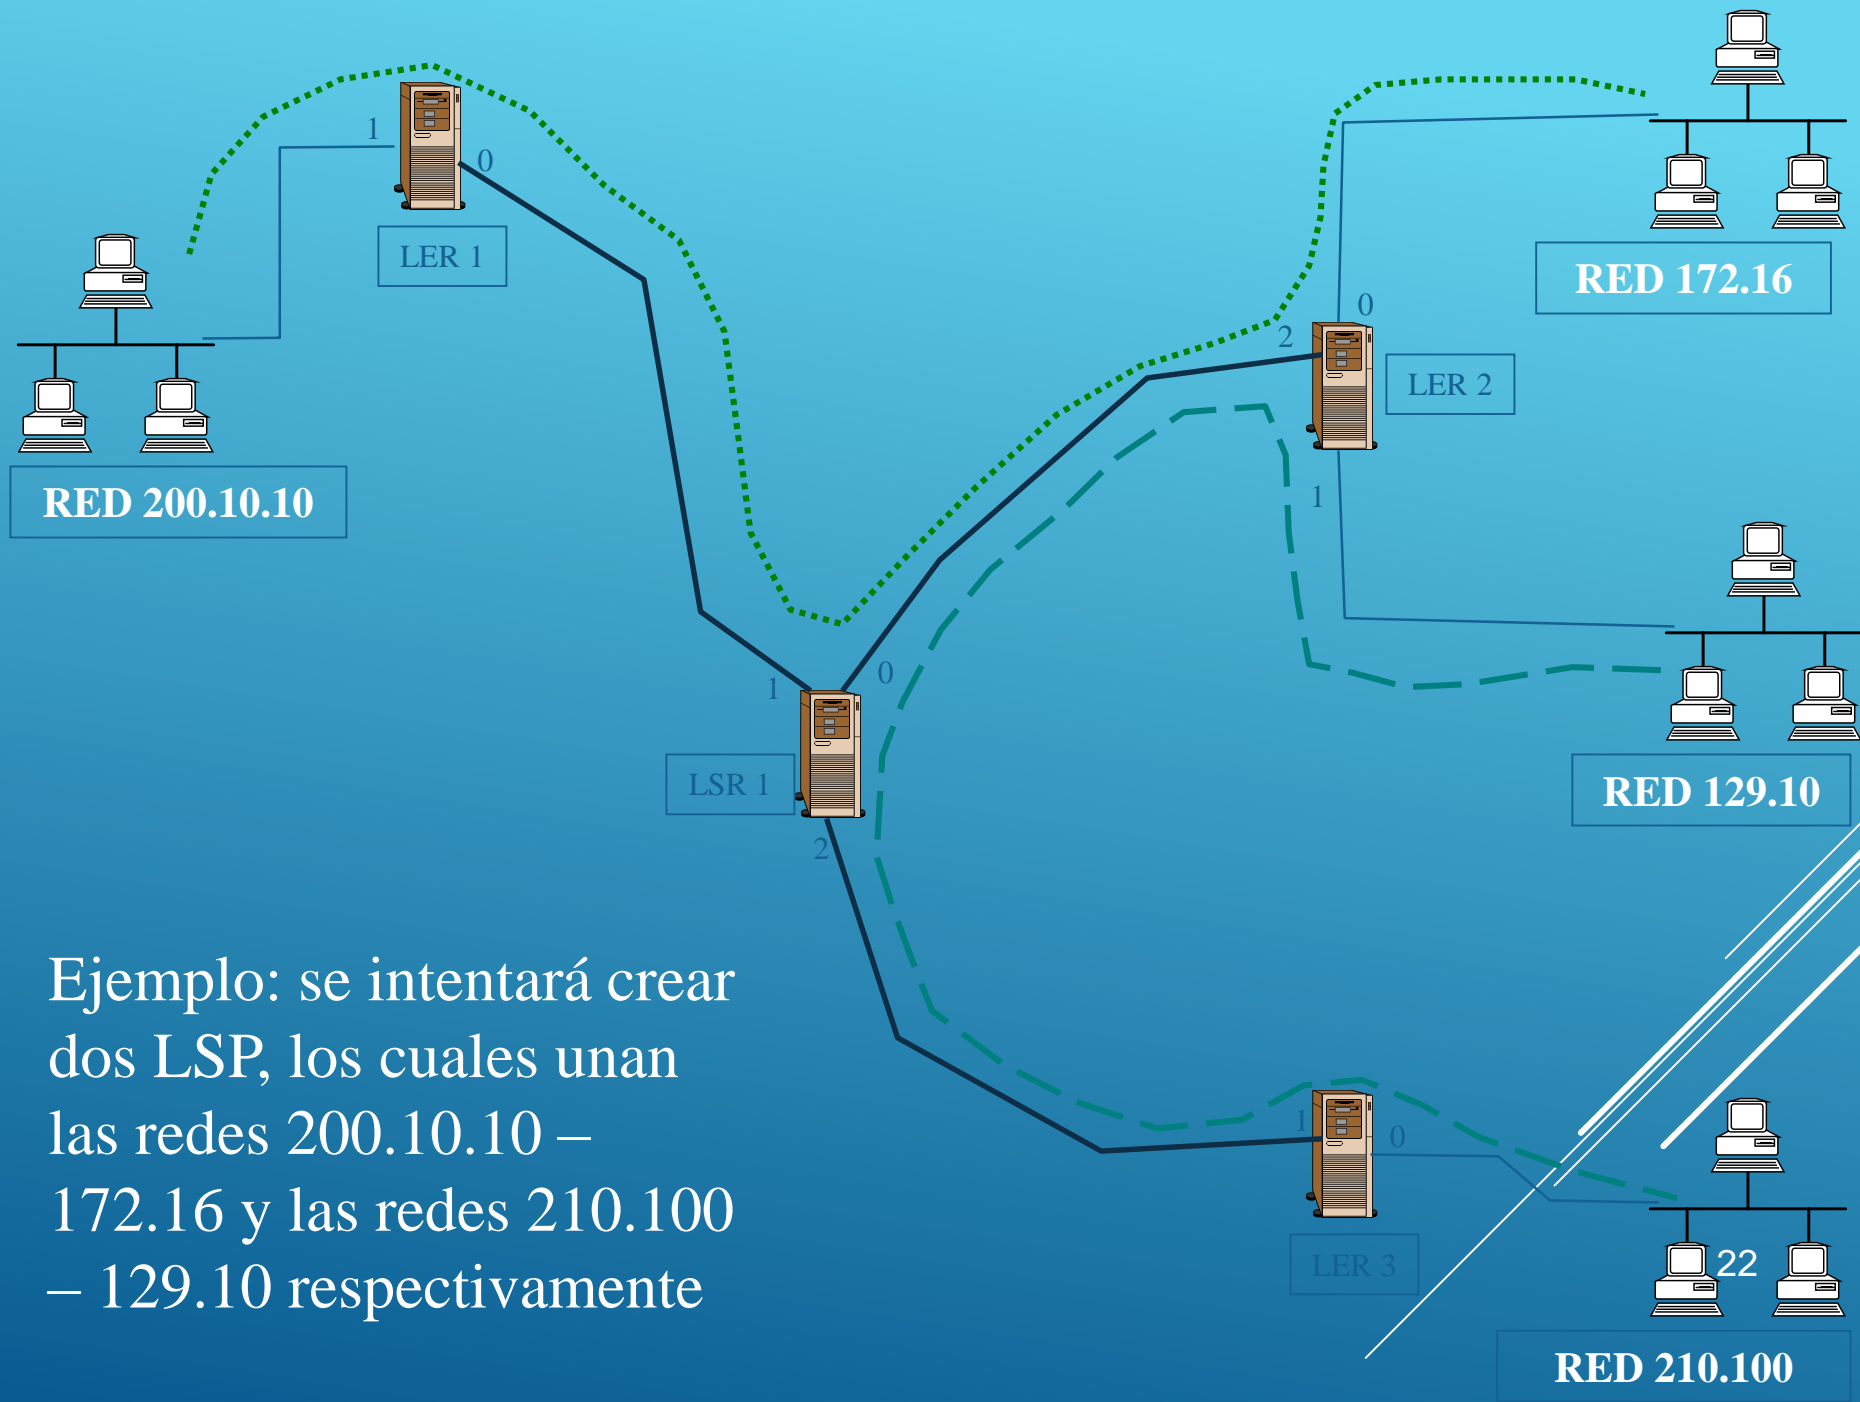 1
0
LER 1
RED 200.10.10
RED 172.16
0
2
LER 2
1
RED 129.10
0
1
LSR 1
2
Ejemplo: se intentará crear
dos LSP, los cuales unan
las redes 200.10.10 –
172.16 y las redes 210.100
– 129.10 respectivamente
1
0
LER 3
22
RED 210.100